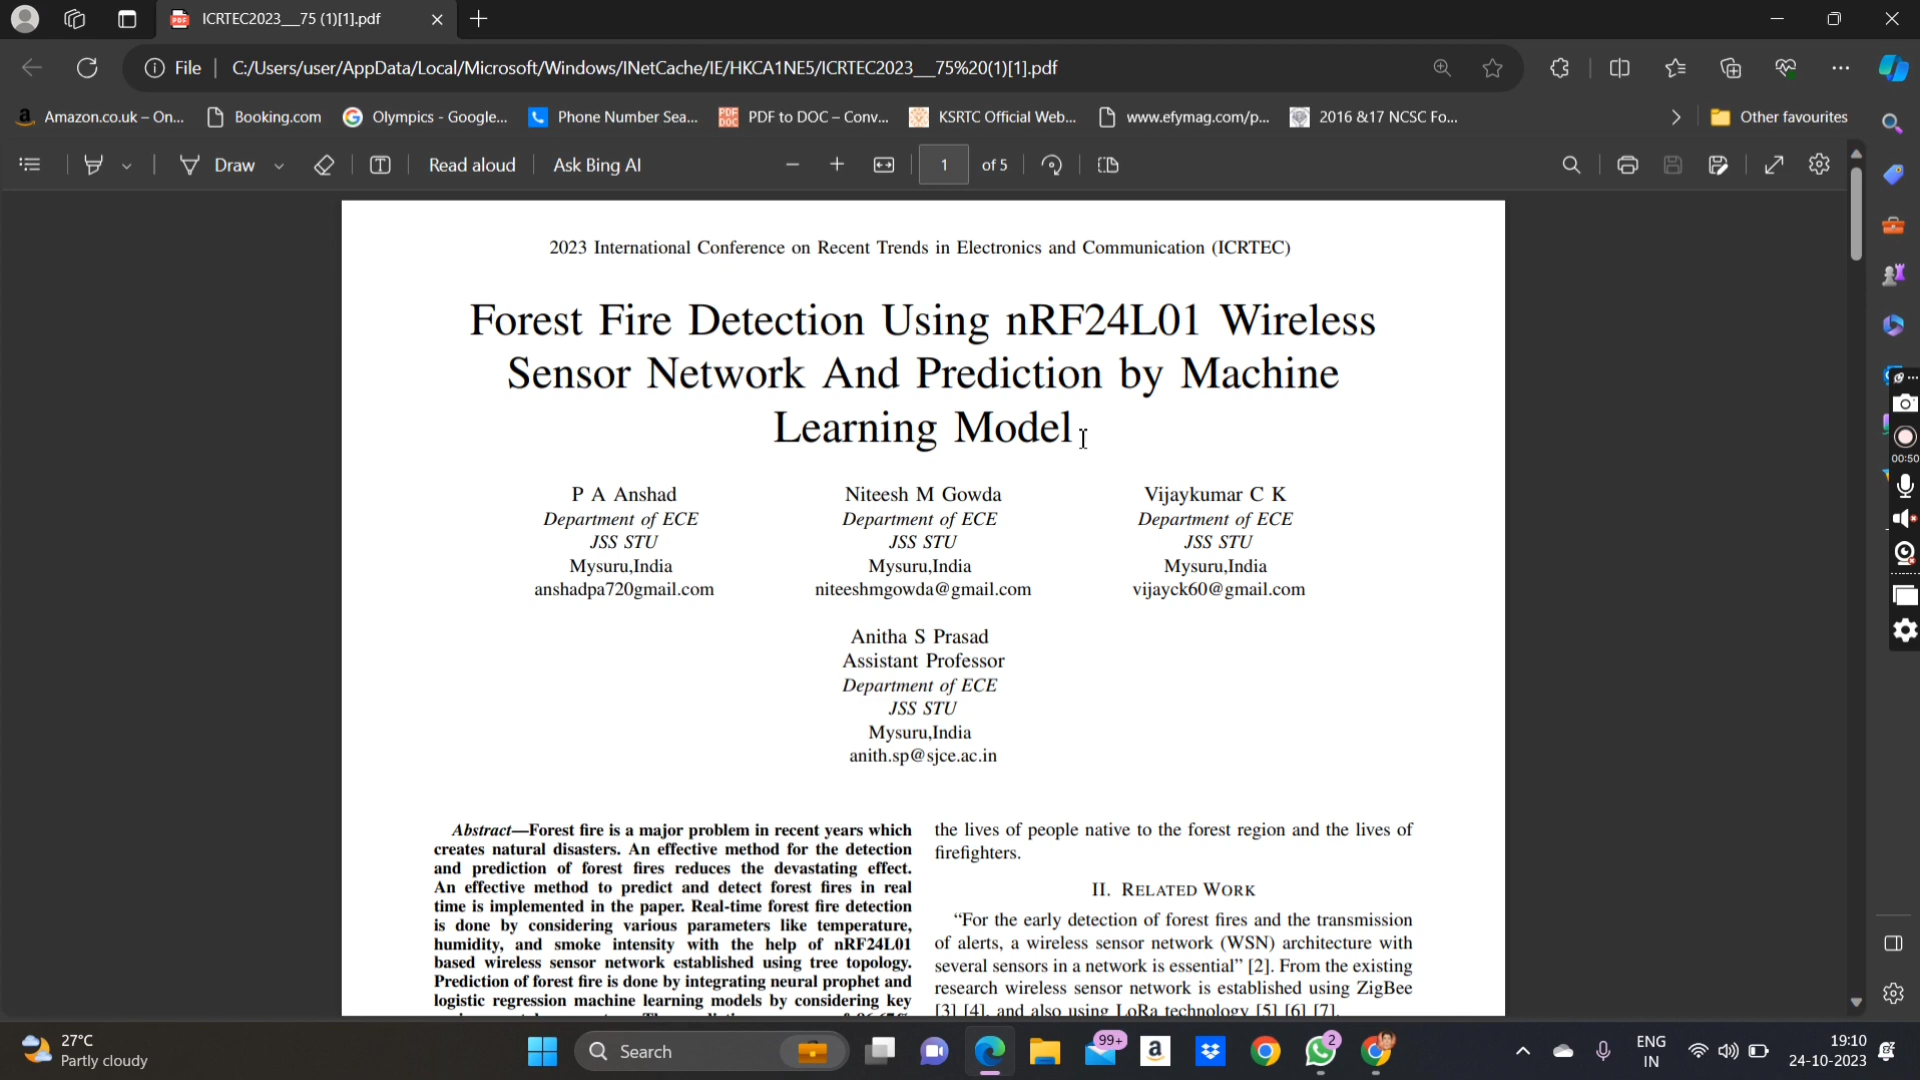 ICRTEC2023__75 (1)[1].pdf
File
C:/Users/user/AppData/Local/Microsoft/Windows/INetCache/IE/HKCA1NE5/ICRTEC2023__75%20(1)[1].pdf
Amazon.co.uk – On...
Booking.com
Olympics - Google...
Phone Number Sea...
PDF to DOC – Conv...
KSRTC Official Web...
www.efymag.com/p...
2016 &17 NCSC Fo...
Other favourites
Draw
Read aloud
Ask Bing AI
1 of 5
2023 International Conference on Recent Trends in Electronics and Communication (ICRTEC)
Forest Fire Detection Using nRF24L01 Wireless
Sensor Network And Prediction by Machine
Learning Model
P A Anshad
Department of ECE
JSS STU
Mysuru,India
anshadpa720gmail.com
Niteesh M Gowda
Department of ECE
JSS STU
Mysuru,India
niteeshmgowda@gmail.com
Vijaykumar C K
Department of ECE
JSS STU
Mysuru,India
vijayck60@gmail.com
Anitha S Prasad
Assistant Professor
Department of ECE
JSS STU
Mysuru,India
anith.sp@sjce.ac.in
Abstract—Forest fire is a major problem in recent years which
creates natural disasters. An effective method for the detection
and prediction of forest fires reduces the devastating effect.
An effective method to predict and detect forest fires in real
time is implemented in the paper. Real-time forest fire detection
is done by considering various parameters like temperature,
humidity, and smoke intensity with the help of nRF24L01
based wireless sensor network established using tree topology.
Prediction of forest fire is done by integrating neural prophet and
logistic regression machine learning models by considering key
the lives of people native to the forest region and the lives of
firefighters.
II. RELATED WORK
“For the early detection of forest fires and the transmission
of alerts, a wireless sensor network (WSN) architecture with
several sensors in a network is essential” [2]. From the existing
research wireless sensor network is established using ZigBee
[3] [4], and also using LoRa technology [5] [6] [7].
00:50
27°C
Partly cloudy
Search
99+
2
ENG
IN
19:10
24-10-2023